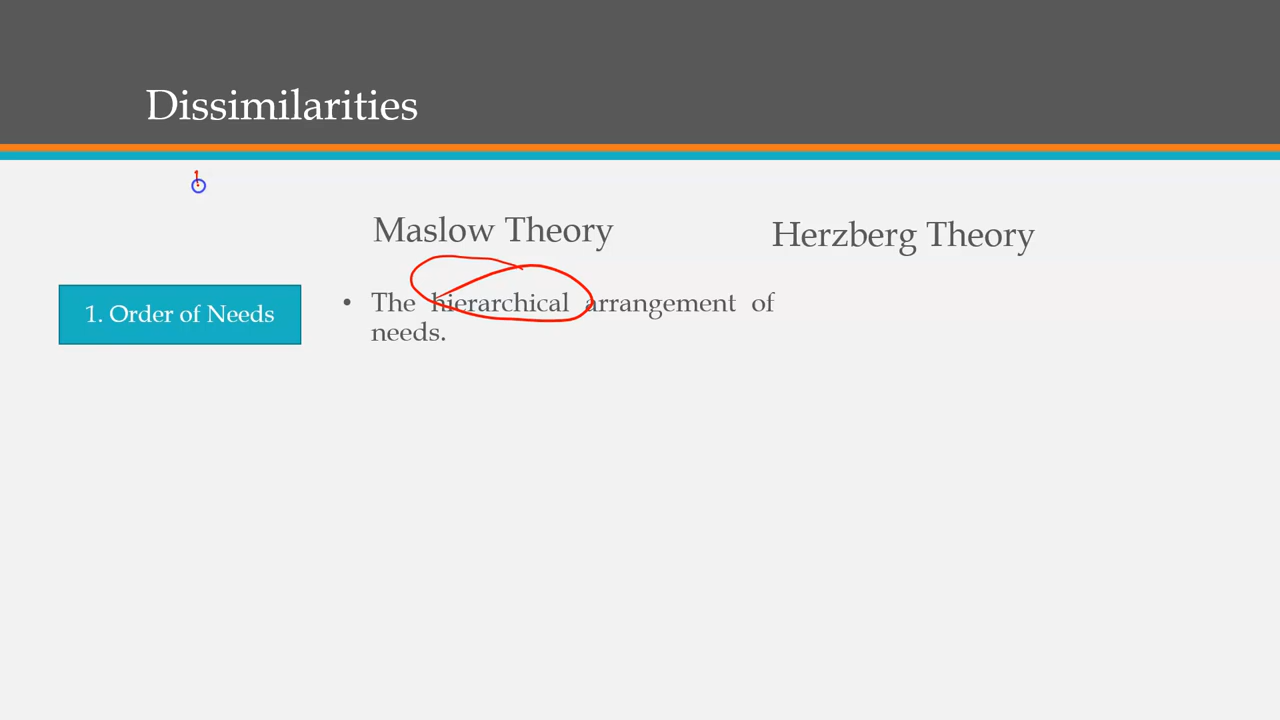 Dissimilarities
Maslow Theory
Herzberg Theory
1. Order of Needs
• The hierarchical arrangement of
needs.